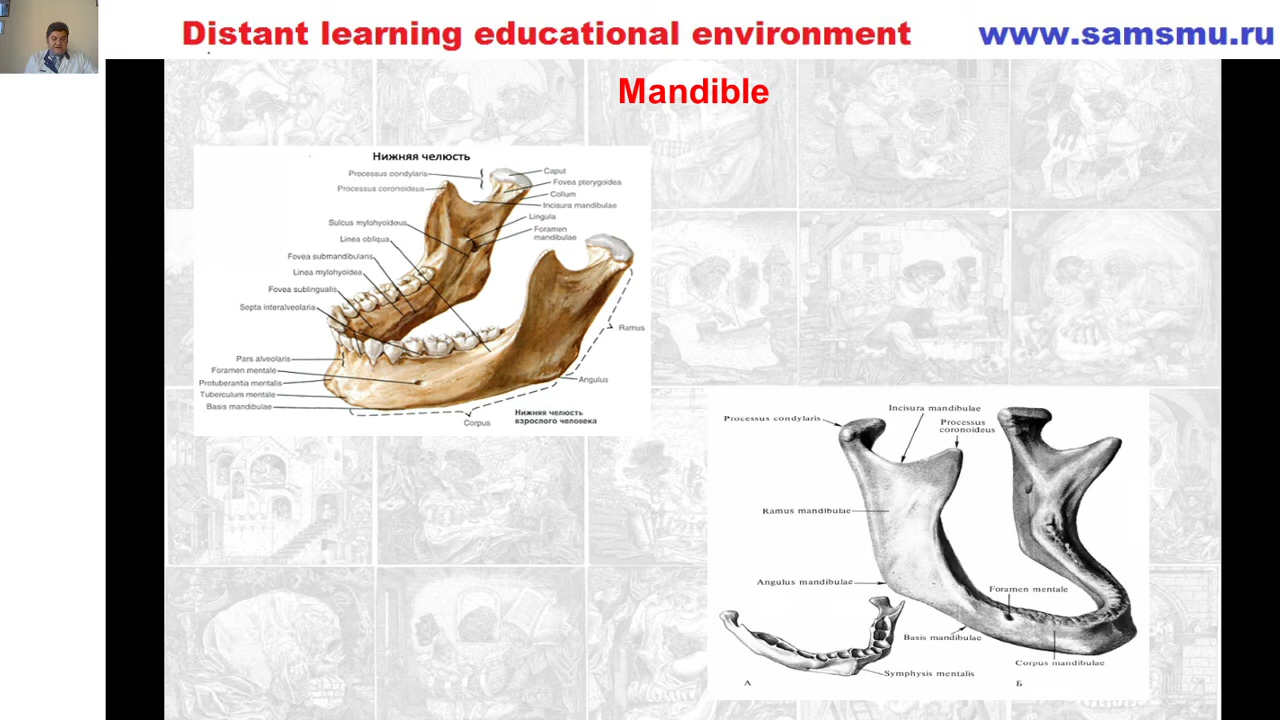 Distant learning educational environment
www.samsmu.ru
Mandible
Нижняя челюсть
Processus condylaris
Processus coronoideus
Caput
Fovea pterygoidea
Collum
Incisura mandibulae
Lingula
Foramen
mandibulae
Sulcus mylohyoideus
Linea obliqua
Fovea submandibularis
Linea mylohyoidea
Fovea sublingualis
Septa interalveolaria
Ramus
Pars alveolaris
Foramen mentale
Protuberantia mentalis
Tuberculum mentale
Basis mandibulae
Angulus
Corpus
Нижняя челюсть
взрослого человека
Processus condylaris
Incisura mandibulae
Processus
coronoideus
Ramus mandibulae
Angulus mandibulae
Foramen mentale
Basis mandibulae
Corpus mandibulae
Symphysis mentalis
А
Б